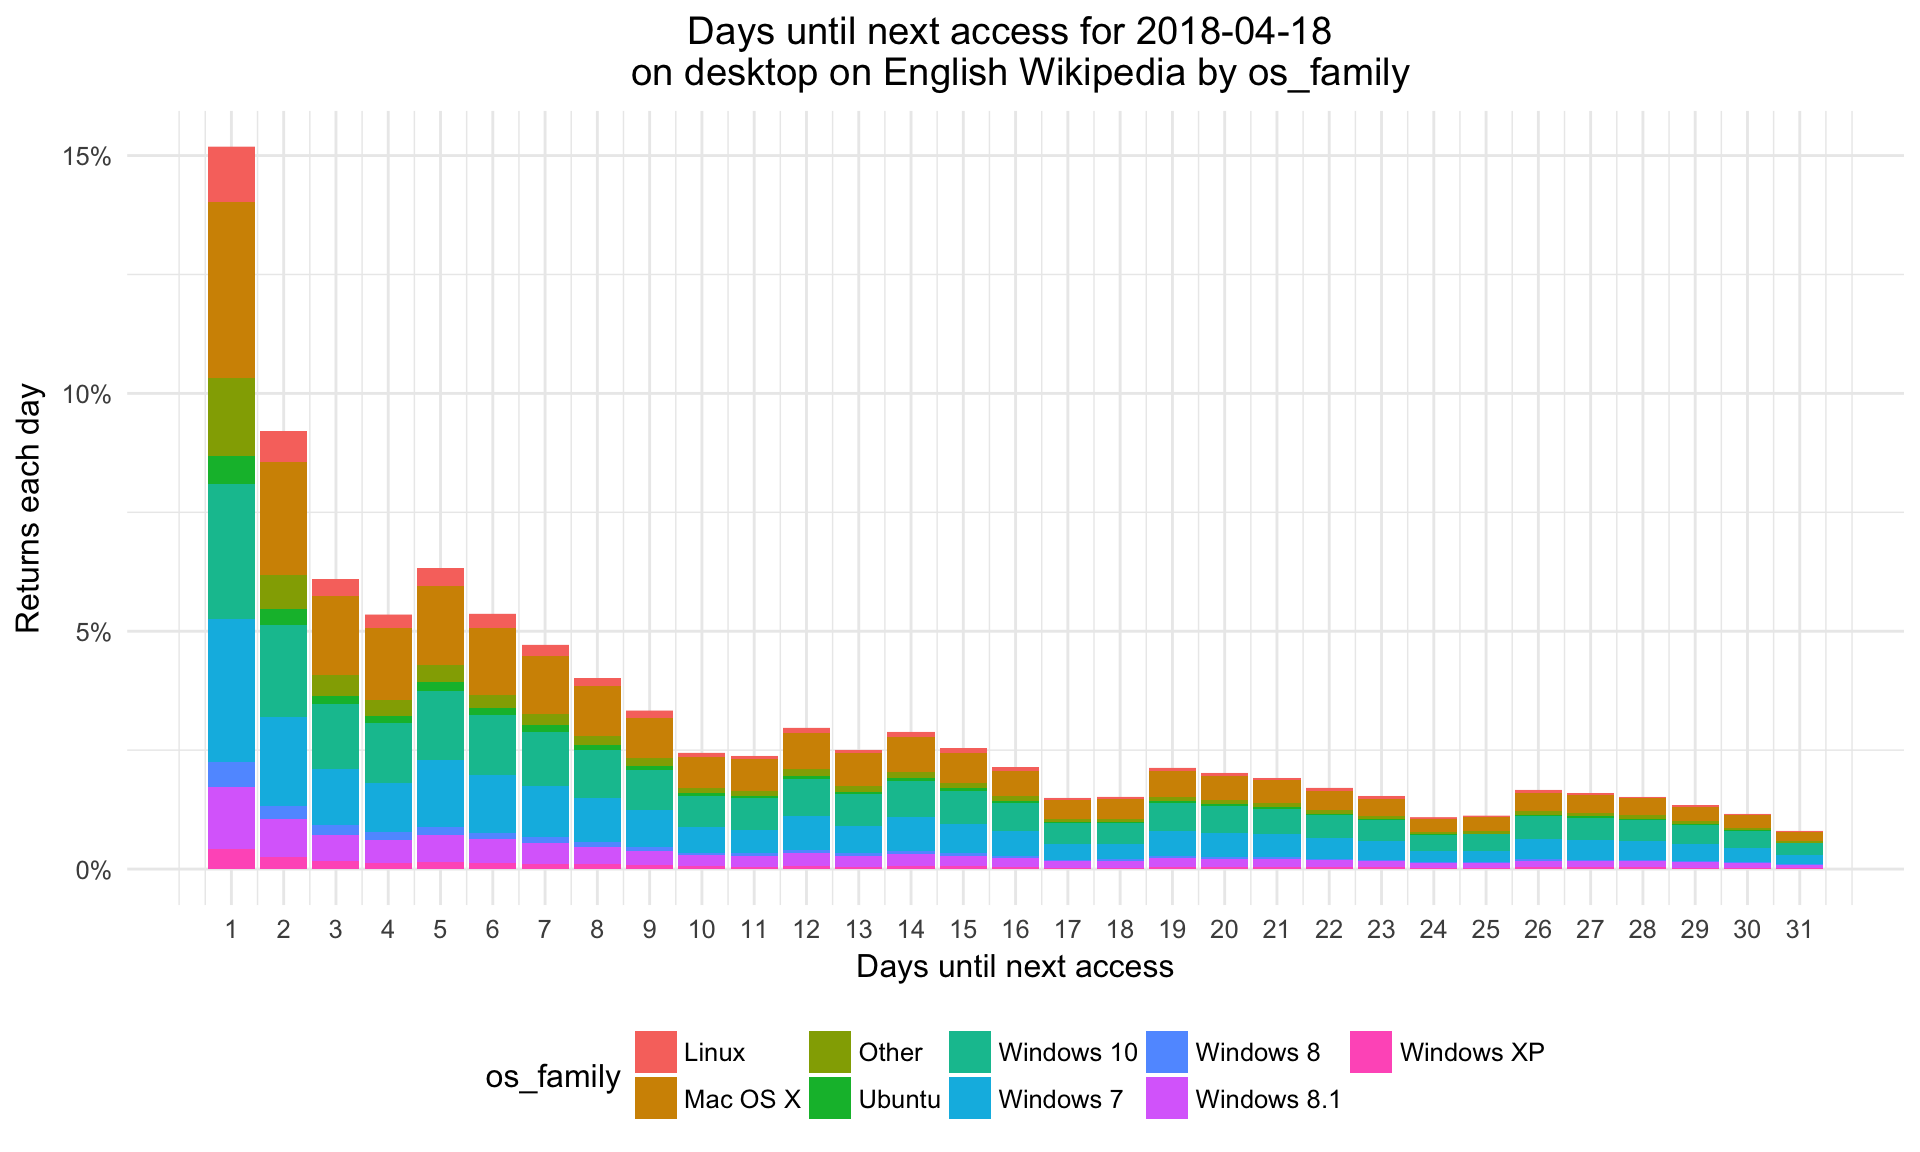 Days until next access for 2018-04-18
on desktop on English Wikipedia by os_family
Returns each day
15%
10%
5%
0%
1 2 3 4 5 6 7 8 9 10 11 12 13 14 15 16 17 18 19 20 21 22 23 24 25 26 27 28 29 30 31
Days until next access
os_family
Linux Other Windows 10 Windows 8 Windows XP
Mac OS X Ubuntu Windows 7 Windows 8.1